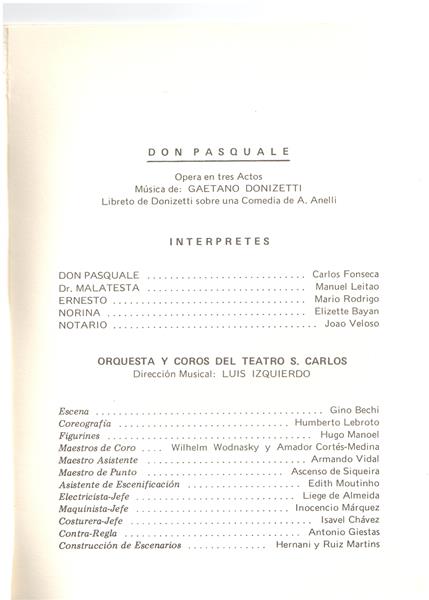 DON PASQUALE
Opera en tres Actos
Música de: GAETANO DONIZETTI
Libreto de Donizetti sobre una Comedia de A. Anelli
INTERPRETES
DON PASQUALE ............................ Carlos Fonseca
Dr. MALATESTA ............................ Manuel Leitao
ERNESTO .................................. Mario Rodrigo
NORINA ................................... Elizette Bayan
NOTARIO .................................. Joao Veloso
ORQUESTA Y COROS DEL TEATRO S. CARLOS
Dirección Musical: LUIS IZQUIERDO
Escena ................................... Gino Bechi
Coreografía .............................. Humberto Lebroto
Figurines ................................ Hugo Manoel
Maestros de Coro .... Wilhelm Wodnasky y Amador Cortés-Medina
Maestro Asistente ........................ Armando Vidal
Maestro de Punto ......................... Ascenso de Siqueira
Asistente de Escenificación .............. Edith Moutinho
Electricista-Jefe ........................ Liege de Almeida
Maquinista-Jefe .......................... Inocencio Márquez
Costurera-Jefe ........................... Isavel Chávez
Contra-Regla ............................. Antonio Giestas
Construcción de Escenarios .............. Hernani y Ruiz Martins